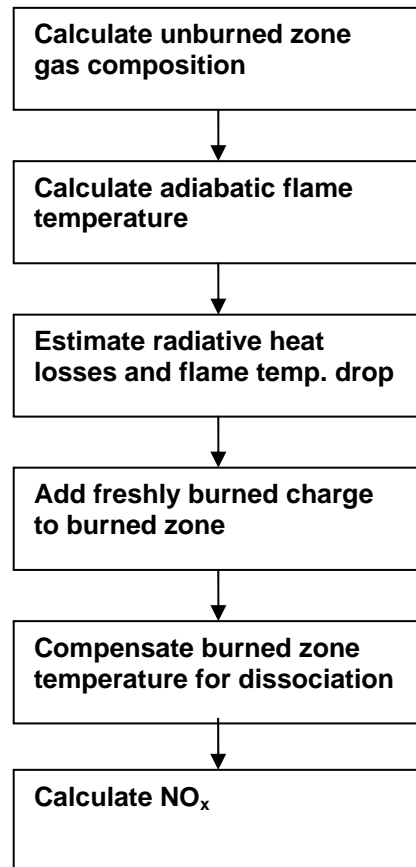 Calculate unburned zone
gas composition
Calculate adiabatic flame
temperature
Estimate radiative heat
losses and flame temp. drop
Add freshly burned charge
to burned zone
Compensate burned zone
temperature for dissociation
Calculate NOₓ